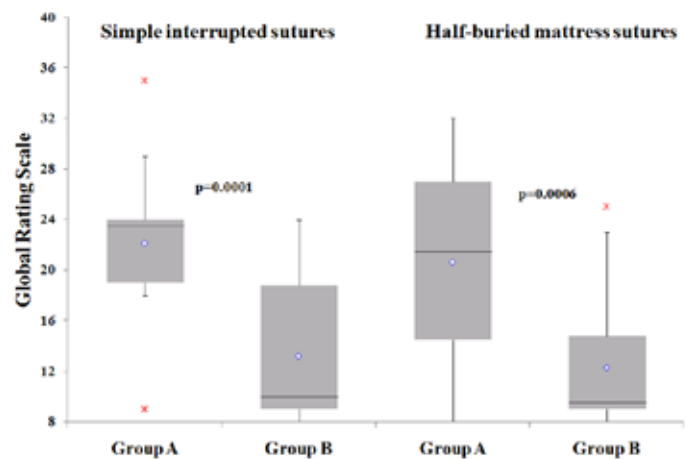 Simple interrupted sutures
Half-buried mattress sutures
Global Rating Scale
40
36
32
28
24
20
16
12
8
p=0.0001
p=0.0006
Group A
Group B
Group A
Group B